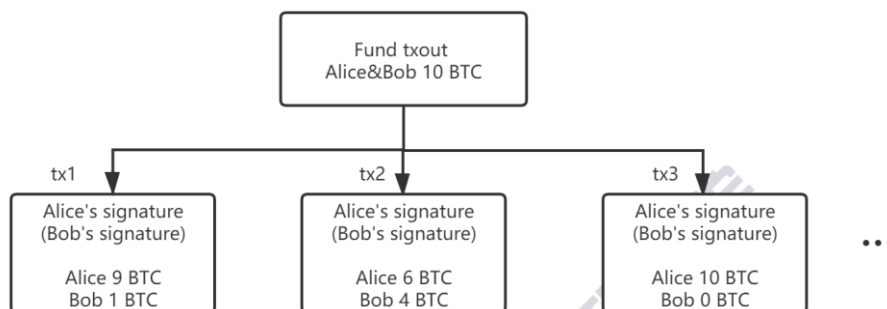 Fund txout
Alice&Bob 10 BTC
tx1
tx2
tx3
Alice's signature
(Bob's signature)
Alice 9 BTC
Bob 1 BTC
Alice's signature
(Bob's signature)
Alice 6 BTC
Bob 4 BTC
Alice's signature
(Bob's signature)
Alice 10 BTC
Bob 0 BTC
...